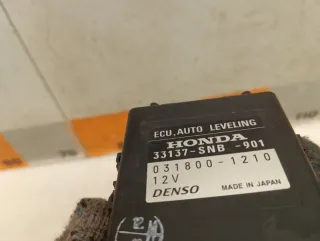 ECU, AUTO LEVELING
HONDA
33137-SNB -901
031800-1210
12V
DENSO MADE IN JAPAN